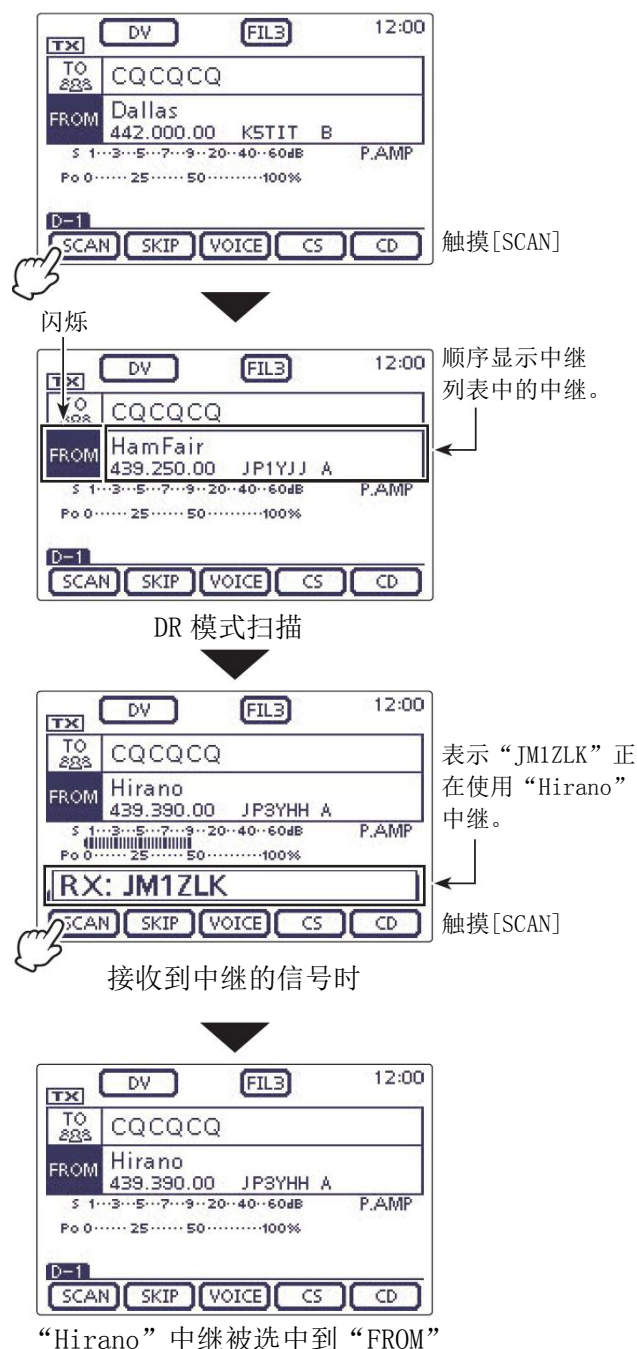 DV FIL3 12:00
TX
TO CQCQCQ
FROM Dallas
442.000.00 K5TIT B
S 1···3···5···7···9··20··40··60dB P.AMP
Po 0······25······50·········100%
D-1
SCAN SKIP VOICE CS CD 触摸[SCAN]
闪烁
DV FIL3 12:00 顺序显示中继
TX 列表中的中继。
TO CQCQCQ
FROM HamFair
439.250.00 JP1YJJ A
S 1···3···5···7···9··20··40··60dB P.AMP
Po 0······25······50·········100%
D-1
SCAN SKIP VOICE CS CD
DR 模式扫描
DV FIL3 12:00
TX
TO CQCQCQ 表示“JM1ZLK”正
FROM Hirano 在使用“Hirano”
439.390.00 JP3YHH A 中继。
S 1···3···5···7···9··20··40··60dB P.AMP
Po 0······25······50·········100%
RX: JM1ZLK
SCAN SKIP VOICE CS CD 触摸[SCAN]
接收到中继的信号时
DV FIL3 12:00
TX
TO CQCQCQ
FROM Hirano
439.390.00 JP3YHH A
S 1···3···5···7···9··20··40··60dB P.AMP
Po 0······25······50·········100%
D-1
SCAN SKIP VOICE CS CD
“Hirano”中继被选中到“FROM”